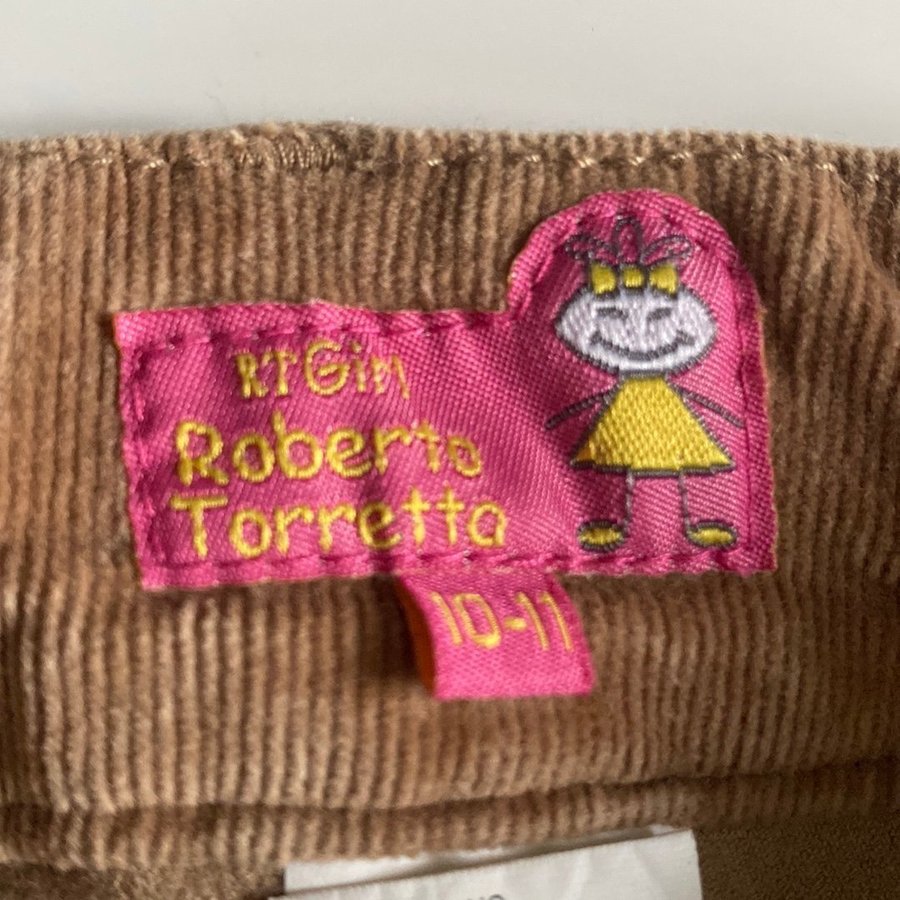 RT Girl
Roberto
Torretta
10-11